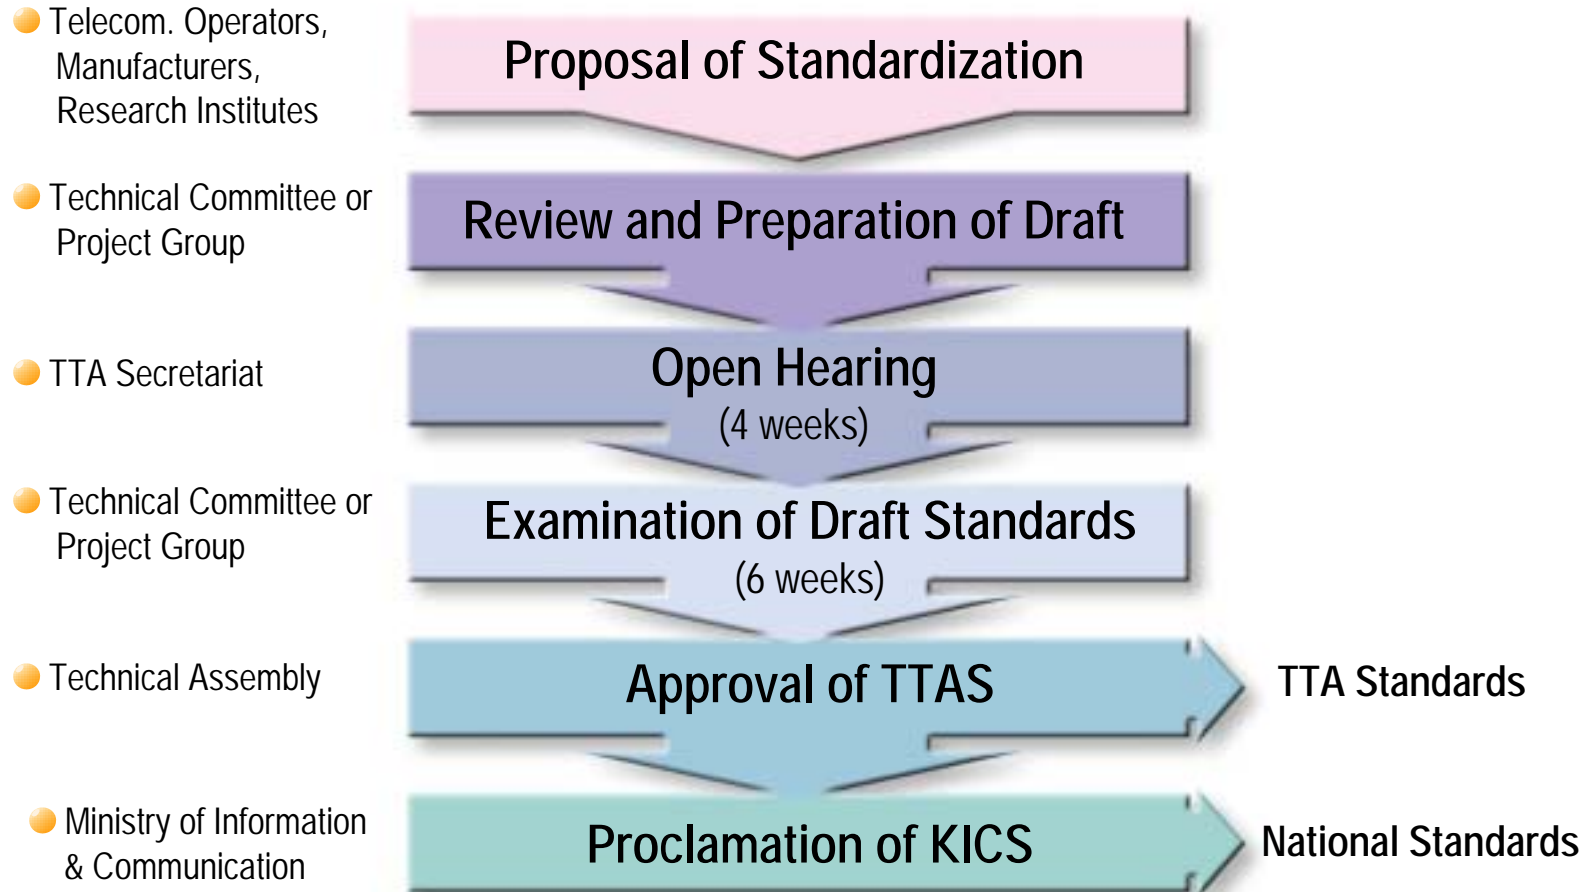 Telecom. Operators,
Manufacturers,
Research Institutes
Proposal of Standardization
Technical Committee or
Project Group
Review and Preparation of Draft
TTA Secretariat
Open Hearing
(4 weeks)
Technical Committee or
Project Group
Examination of Draft Standards
(6 weeks)
Technical Assembly
Approval of TTAS
TTA Standards
Ministry of Information
& Communication
Proclamation of KICS
National Standards